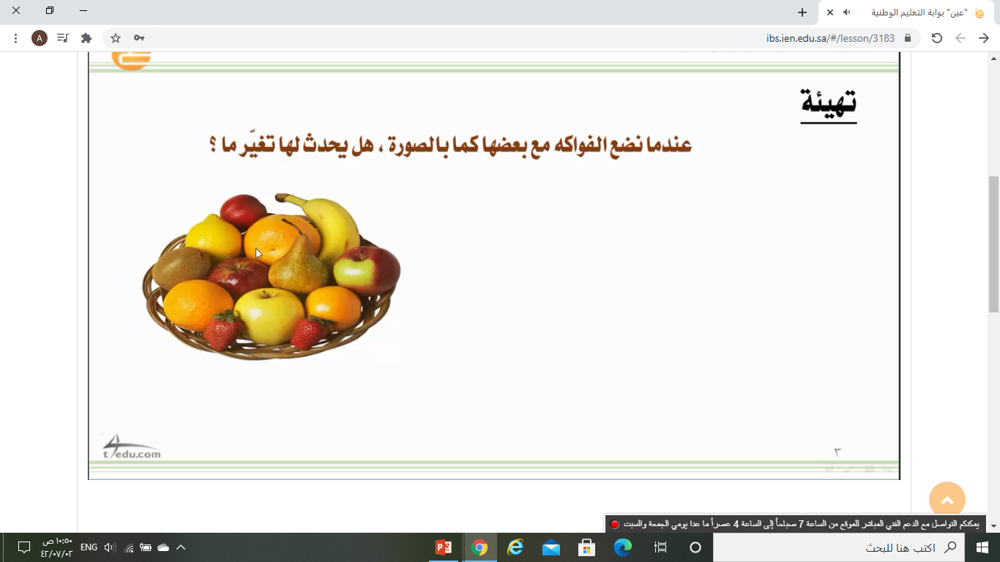 "عين" بوابة التعليم الوطنية
ibs.ien.edu.sa/#/lesson/3183
A
تهيئة
عندما نضع الفواكه مع بعضها كما بالصورة ، هل يحدث لها تغيّر ما ؟
t4edu.com
٣
يمكنكم التواصل مع الدعم الفني المباشر للموقع من الساعة 7 صباحاً إلى الساعة 4 عصراً ما عدا يومي الجمعة والسبت
اكتب هنا للبحث
ENG
١٠:٥٠ ص
٤٢/٠٧/٠٢